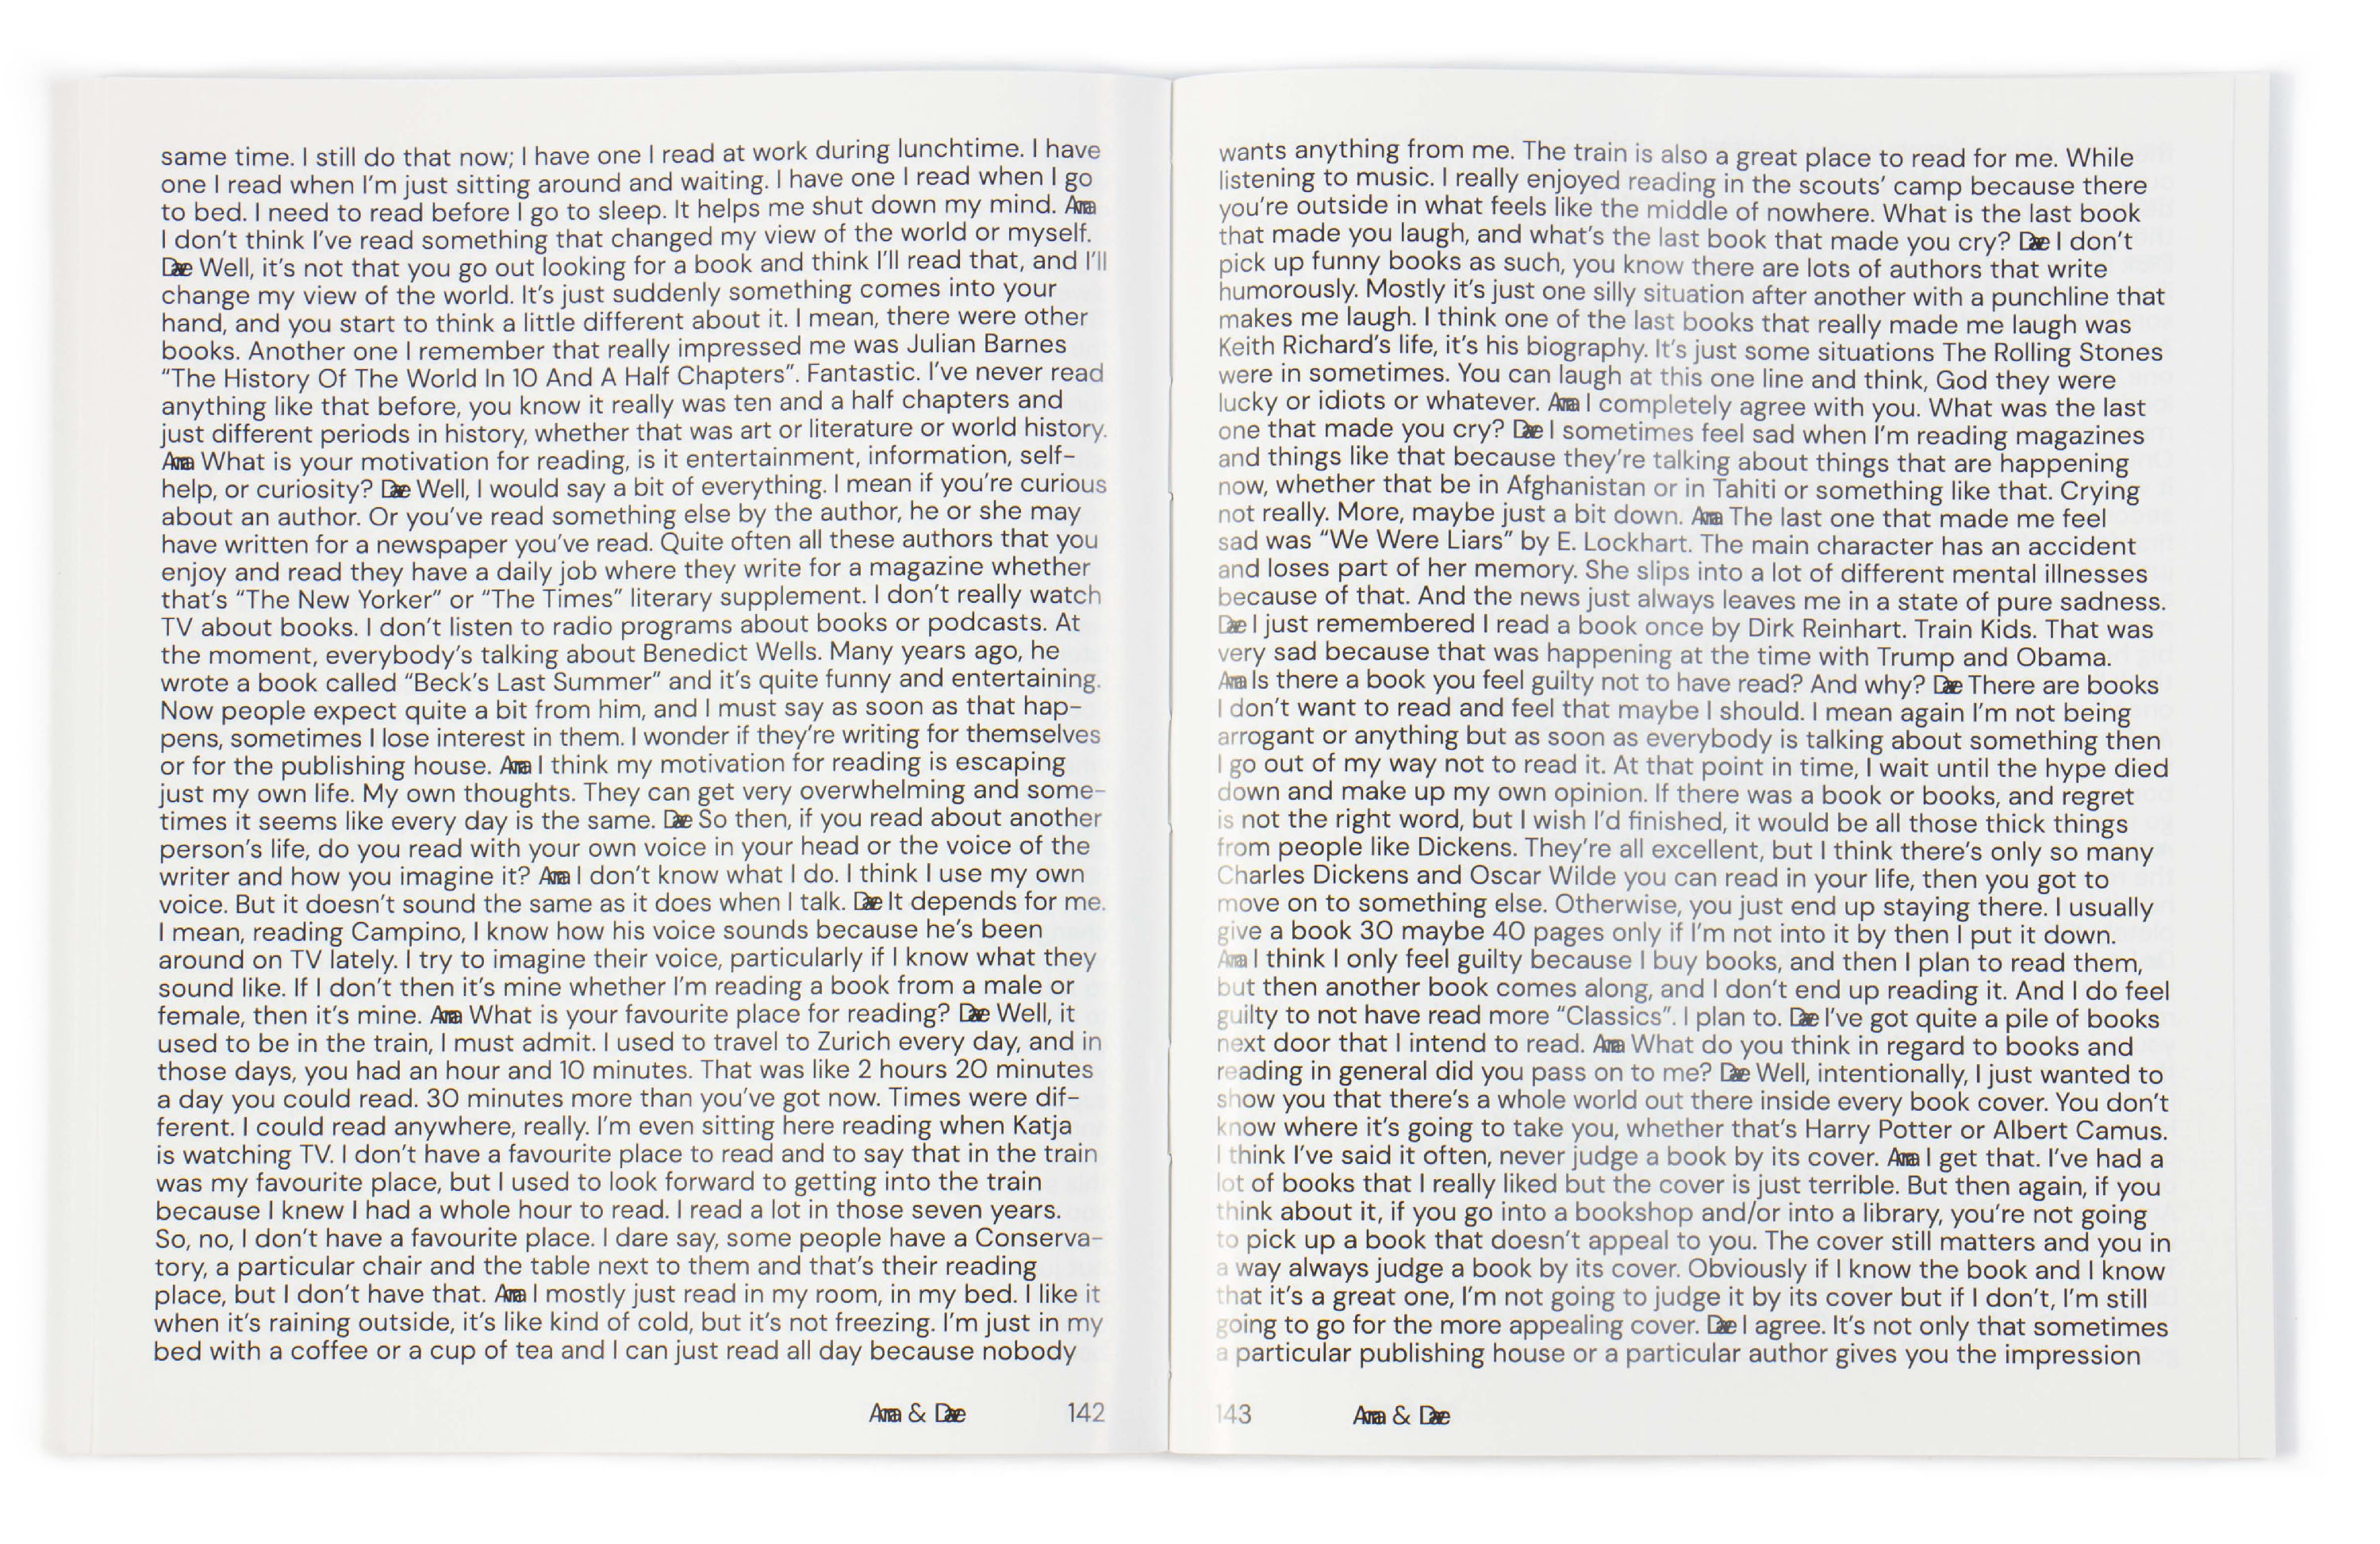 same time. I still do that now; I have one I read at work during lunchtime. I have
one I read when I'm just sitting around and waiting. I have one I read when I go
to bed. I need to read before I go to sleep. It helps me shut down my mind.
I don't think I've read something that changed my view of the world or myself.
Well, it's not that you go out looking for a book and think I'll read that, and I'll
change my view of the world. It's just suddenly something comes into your
hand, and you start to think a little different about it. I mean, there were other
books. Another one I remember that really impressed me was Julian Barnes
“The History Of The World In 10 And A Half Chapters”. Fantastic. I've never read
anything like that before, you know it really was ten and a half chapters and
just different periods in history, whether that was art or literature or world history.
What is your motivation for reading, is it entertainment, information, self-
help, or curiosity? Well, I would say a bit of everything. I mean if you're curious
about an author. Or you've read something else by the author, he or she may
have written for a newspaper you've read. Quite often all these authors that you
enjoy and read they have a daily job where they write for a magazine whether
that's “The New Yorker” or “The Times” literary supplement. I don't really watch
TV about books. I don't listen to radio programs about books or podcasts. At
the moment, everybody's talking about Benedict Wells. Many years ago, he
wrote a book called “Beck's Last Summer” and it's quite funny and entertaining.
Now people expect quite a bit from him, and I must say as soon as that hap-
pens, sometimes I lose interest in them. I wonder if they're writing for themselves
or for the publishing house. I think my motivation for reading is escaping
just my own life. My own thoughts. They can get very overwhelming and some-
times it seems like every day is the same. So then, if you read about another
person's life, do you read with your own voice in your head or the voice of the
writer and how you imagine it? I don't know what I do. I think I use my own
voice. But it doesn't sound the same as it does when I talk. It depends for me.
I mean, reading Campino, I know how his voice sounds because he's been
around on TV lately. I try to imagine their voice, particularly if I know what they
sound like. If I don't then it's mine whether I'm reading a book from a male or
female, then it's mine. What is your favourite place for reading? Well, it
used to be in the train, I must admit. I used to travel to Zurich every day, and in
those days, you had an hour and 10 minutes. That was like 2 hours 20 minutes
a day you could read. 30 minutes more than you've got now. Times were dif-
ferent. I could read anywhere, really. I'm even sitting here reading when Katja
is watching TV. I don't have a favourite place to read and to say that in the train
was my favourite place, but I used to look forward to getting into the train
because I knew I had a whole hour to read. I read a lot in those seven years.
So, no, I don't have a favourite place. I dare say, some people have a Conserva-
tory, a particular chair and the table next to them and that's their reading
place, but I don't have that. I mostly just read in my room, in my bed. I like it
when it's raining outside, it's like kind of cold, but it's not freezing. I'm just in my
bed with a coffee or a cup of tea and I can just read all day because nobody
& 142
wants anything from me. The train is also a great place to read for me. While
listening to music. I really enjoyed reading in the scouts' camp because there
you're outside in what feels like the middle of nowhere. What is the last book
that made you laugh, and what's the last book that made you cry? I don't
pick up funny books as such, you know there are lots of authors that write
humorously. Mostly it's just one silly situation after another with a punchline that
makes me laugh. I think one of the last books that really made me laugh was
Keith Richard's life, it's his biography. It's just some situations The Rolling Stones
were in sometimes. You can laugh at this one line and think, God they were
lucky or idiots or whatever. I completely agree with you. What was the last
one that made you cry? I sometimes feel sad when I'm reading magazines
and things like that because they're talking about things that are happening
now, whether that be in Afghanistan or in Tahiti or something like that. Crying
not really. More, maybe just a bit down. The last one that made me feel
sad was “We Were Liars” by E. Lockhart. The main character has an accident
and loses part of her memory. She slips into a lot of different mental illnesses
because of that. And the news just always leaves me in a state of pure sadness.
I just remembered I read a book once by Dirk Reinhart. Train Kids. That was
very sad because that was happening at the time with Trump and Obama.
Is there a book you feel guilty not to have read? And why? There are books
I don't want to read and feel that maybe I should. I mean again I'm not being
arrogant or anything but as soon as everybody is talking about something then
I go out of my way not to read it. At that point in time, I wait until the hype died
down and make up my own opinion. If there was a book or books, and regret
is not the right word, but I wish I'd finished, it would be all those thick things
from people like Dickens. They're all excellent, but I think there's only so many
Charles Dickens and Oscar Wilde you can read in your life, then you got to
move on to something else. Otherwise, you just end up staying there. I usually
give a book 30 maybe 40 pages only if I'm not into it by then I put it down.
I think I only feel guilty because I buy books, and then I plan to read them,
but then another book comes along, and I don't end up reading it. And I do feel
guilty to not have read more “Classics”. I plan to. I've got quite a pile of books
next door that I intend to read. What do you think in regard to books and
reading in general did you pass on to me? Well, intentionally, I just wanted to
show you that there's a whole world out there inside every book cover. You don't
know where it's going to take you, whether that's Harry Potter or Albert Camus.
I think I've said it often, never judge a book by its cover. I get that. I've had a
lot of books that I really liked but the cover is just terrible. But then again, if you
think about it, if you go into a bookshop and/or into a library, you're not going
to pick up a book that doesn't appeal to you. The cover still matters and you in
a way always judge a book by its cover. Obviously if I know the book and I know
that it's a great one, I'm not going to judge it by its cover but if I don't, I'm still
going to go for the more appealing cover. I agree. It's not only that sometimes
a particular publishing house or a particular author gives you the impression
143 &